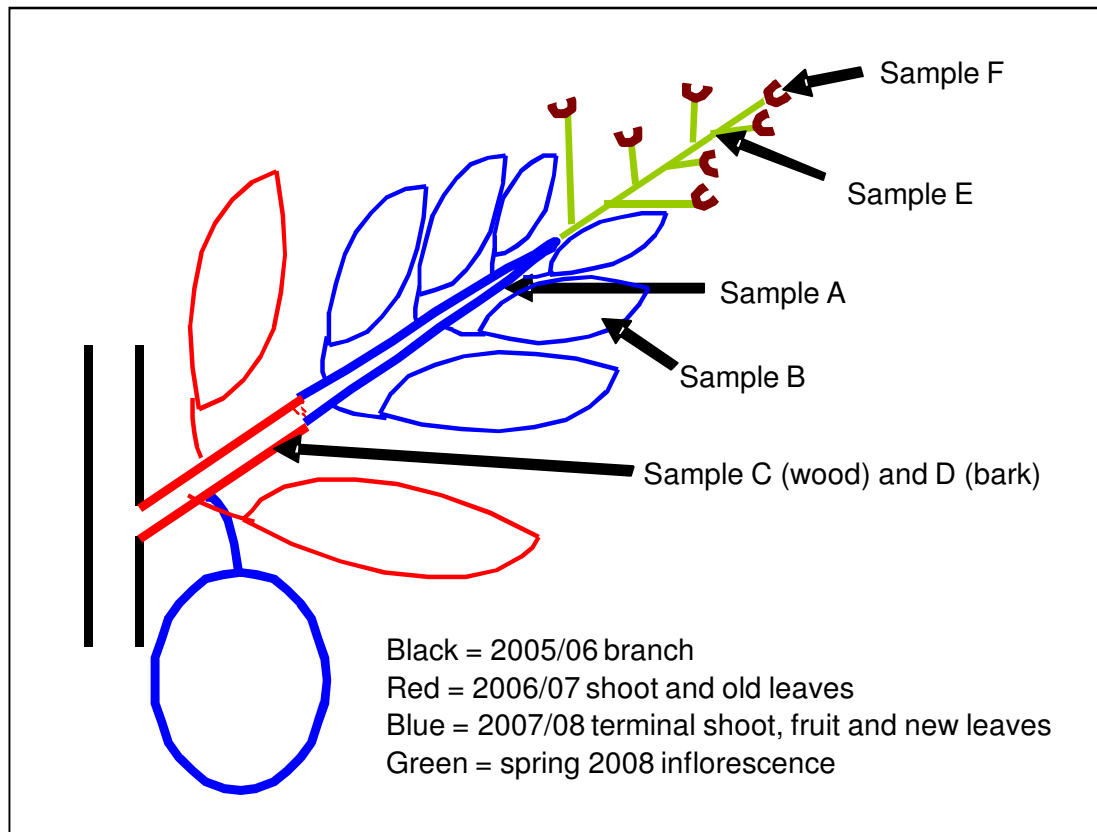 Sample F
Sample E
Sample A
Sample B
Sample C (wood) and D (bark)
Black = 2005/06 branch
Red = 2006/07 shoot and old leaves
Blue = 2007/08 terminal shoot, fruit and new leaves
Green = spring 2008 inflorescence